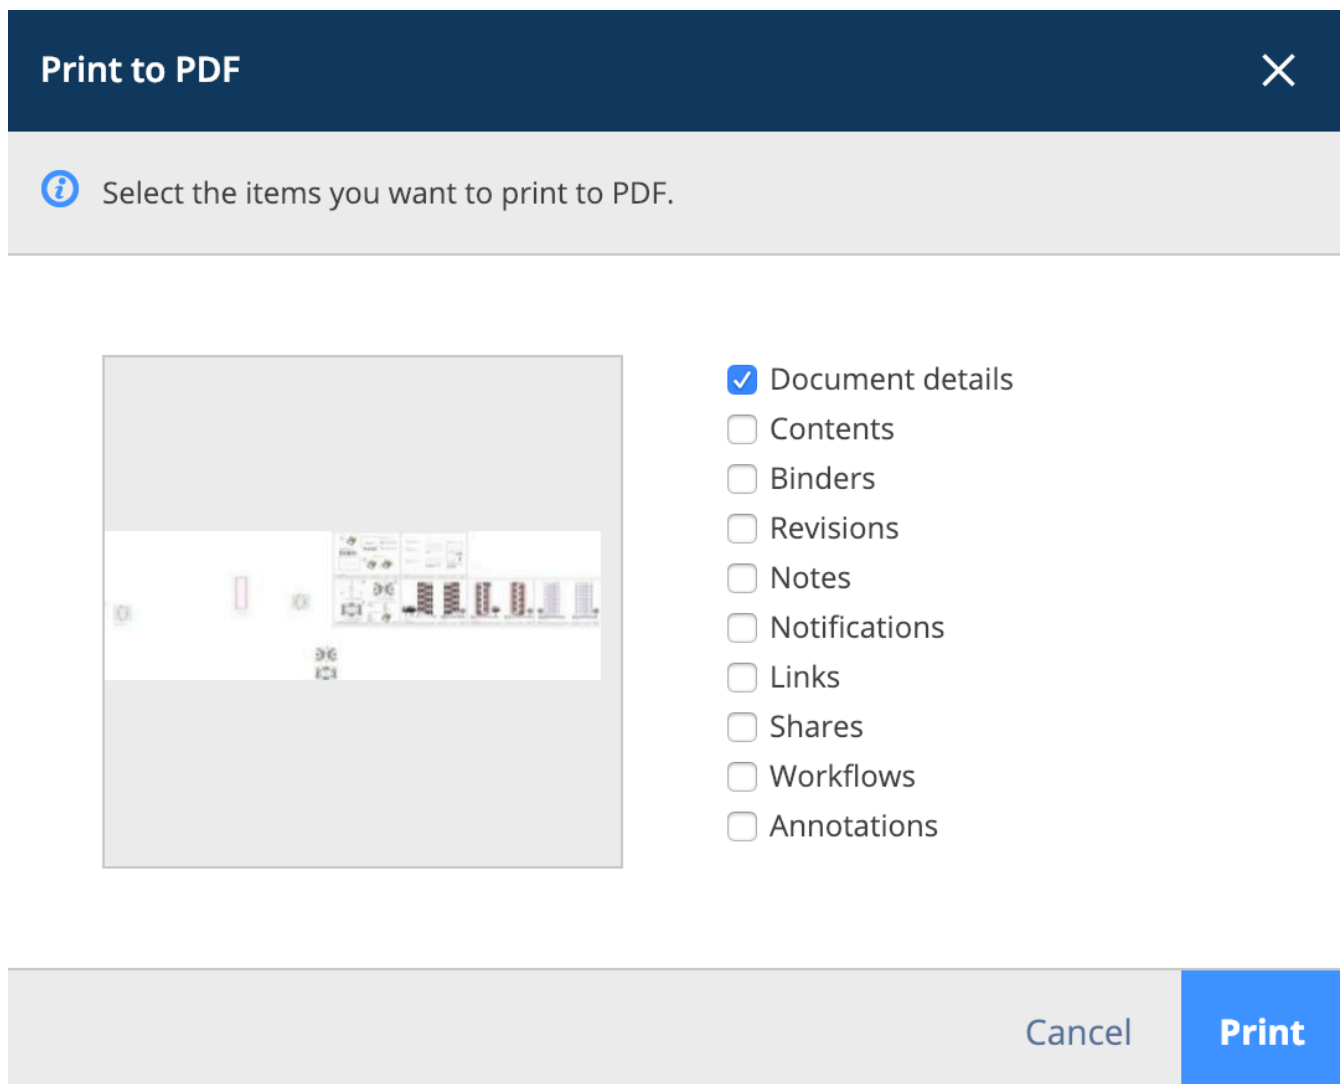 Print to PDF
Select the items you want to print to PDF.
Document details
Contents
Binders
Revisions
Notes
Notifications
Links
Shares
Workflows
Annotations
Cancel
Print